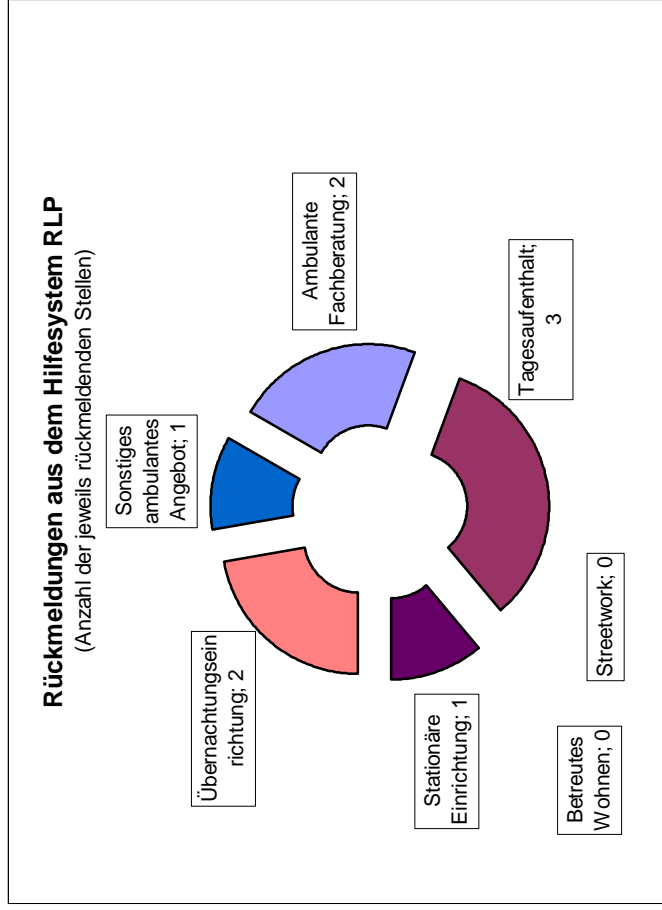 Rückmeldungen aus dem Hilfesystem RLP
(Anzahl der jeweils rückmeldenden Stellen)
Sonstiges
ambulantes
Angebot; 1
Ambulante
Fachberatung; 2
Übernachtungsein
richtung; 2
Tagesaufenthalt;
3
Stationäre
Einrichtung; 1
Streetwork; 0
Betreutes
Wohnen; 0